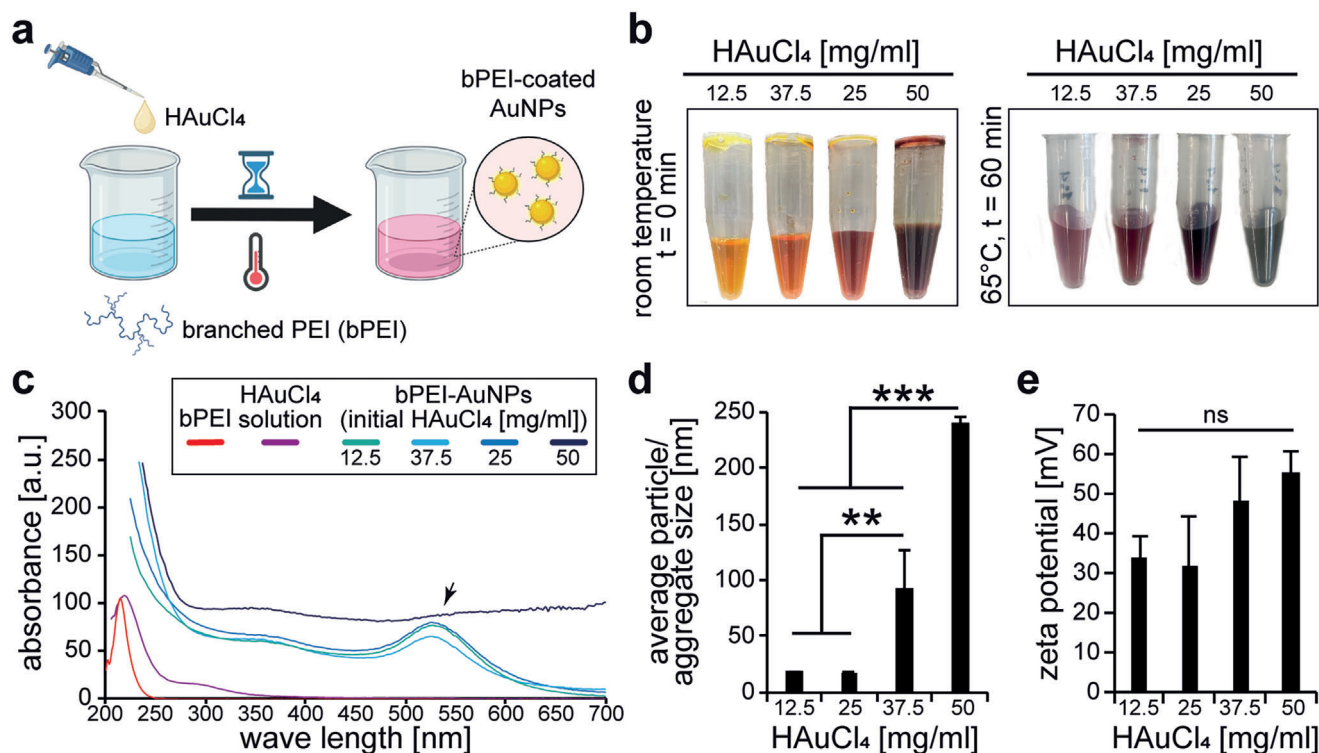 a
HAuCl₄
bPEI-coated
AuNPs
branched PEI (bPEI)
b
HAuCl₄ [mg/ml]
12.5 37.5 25 50
room temperature
t = 0 min
HAuCl₄ [mg/ml]
12.5 37.5 25 50
65°C, t = 60 min
c
bPEI
HAuCl₄
solution
bPEI-AuNPs
(initial HAuCl₄ [mg/ml])
12.5 37.5 25 50
absorbance [a.u.]
300
250
200
150
100
50
0
200 250 300 350 400 450 500 550 600 650 700
wave length [nm]
d
average particle/
aggregate size [nm]
250
200
150
100
50
0
***
**
12.5 25 37.5 50
HAuCl₄ [mg/ml]
e
zeta potential [mV]
70
60
50
40
30
20
10
0
ns
12.5 25 37.5 50
HAuCl₄ [mg/ml]